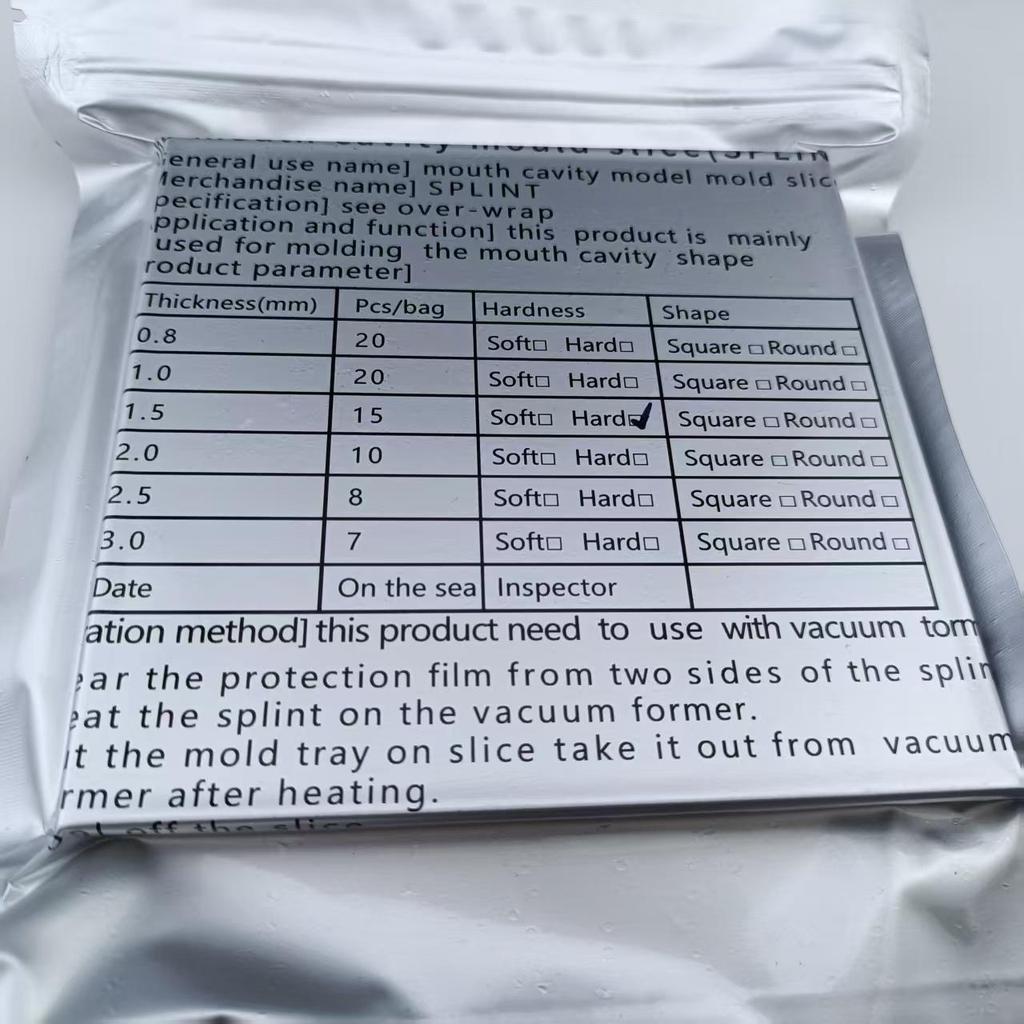 eneral use name] mouth cavity model mold slic
erchandise name] SPLINT
pecification] see over-wrap
pplication and function] this product is mainly
used for molding the mouth cavity shape
roduct parameter]
Thickness(mm) Pcs/bag Hardness Shape
0.8 20 Soft□ Hard□ Square □ Round □
1.0 20 Soft□ Hard□ Square □ Round □
1.5 15 Soft□ Hard☑ Square □ Round □
2.0 10 Soft□ Hard□ Square □ Round □
2.5 8 Soft□ Hard□ Square □ Round □
3.0 7 Soft□ Hard□ Square □ Round □
Date On the sea Inspector
ation method] this product need to use with vacuum
ear the protection film from two sides of the splin
eat the splint on the vacuum former.
t the mold tray on slice take it out from vacuum
rmer after heating.
off the slice